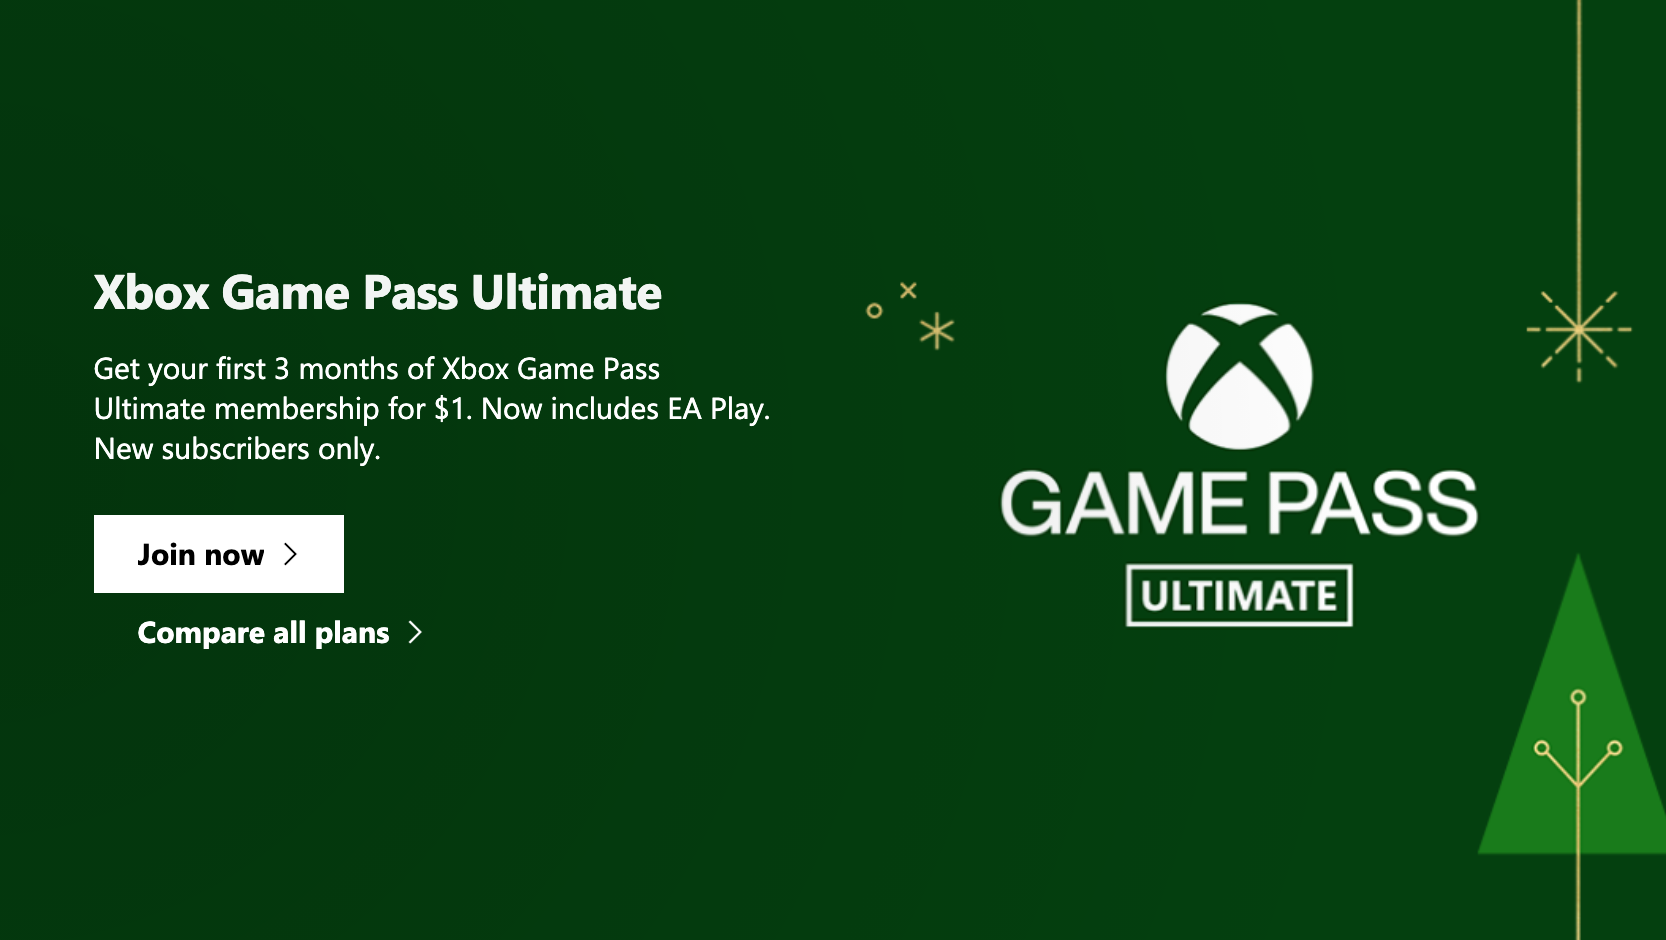 Xbox Game Pass Ultimate
Get your first 3 months of Xbox Game Pass
Ultimate membership for $1. Now includes EA Play.
New subscribers only.
Join now
Compare all plans
GAME PASS
ULTIMATE